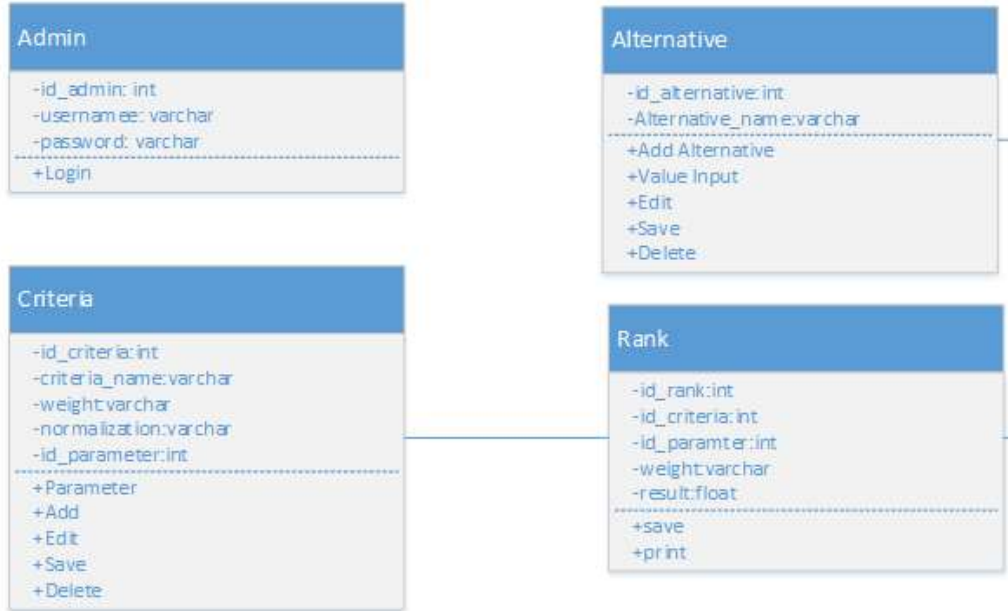 Admin
-id_admin: int
-usernamee: varchar
-password: varchar
+Login
Alternative
-id_alternative:int
-Alternative_name:varchar
+Add Alternative
+Value Input
+Edit
+Save
+Delete
Criteria
-id_criteria:int
-criteria_name:varchar
-weight:varchar
-normalization:varchar
-id_parameter:int
+Parameter
+Add
+Edit
+Save
+Delete
Rank
-id_rank:int
-id_criteria:int
-id_paramter:int
-weight:varchar
-result:float
+save
+print